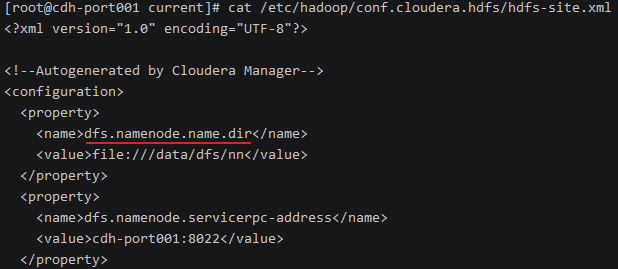 [root@cdh-port001 current]# cat /etc/hadoop/conf.cloudera.hdfs/hdfs-site.xml
<?xml version="1.0" encoding="UTF-8"?>
<!--Autogenerated by Cloudera Manager-->
<configuration>
  <property>
    <name>dfs.namenode.name.dir</name>
    <value>file:///data/dfs/nn</value>
  </property>
  <property>
    <name>dfs.namenode.servicerpc-address</name>
    <value>cdh-port001:8022</value>
  </property>